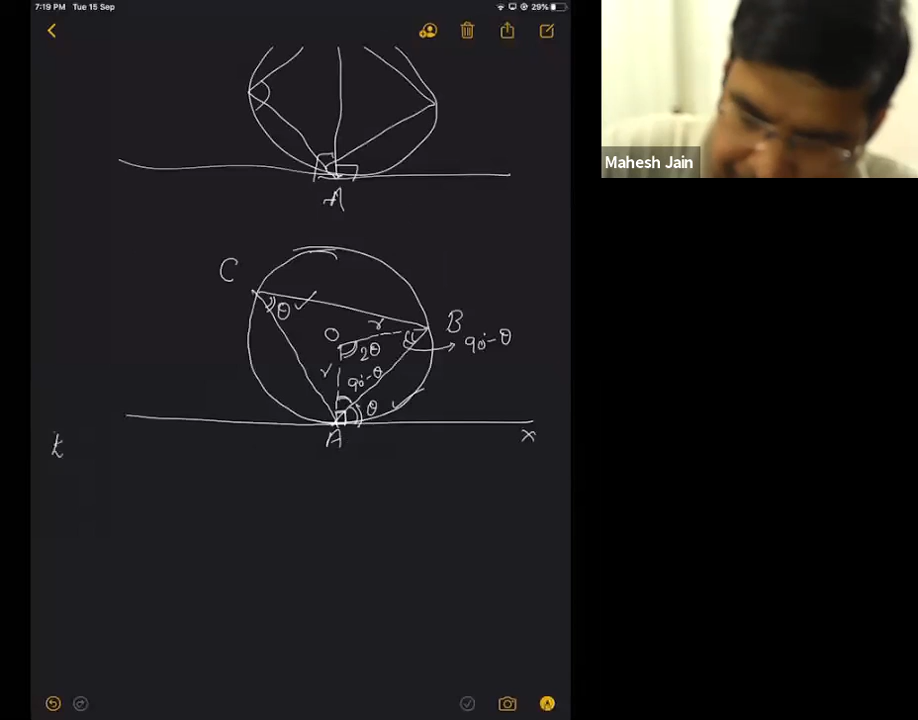 7:19 PM Tue 15 Sep
29%
Mahesh Jain
A
C
θ
r
B
O
2θ
90°-θ
r
90°-θ
θ
A
x
t